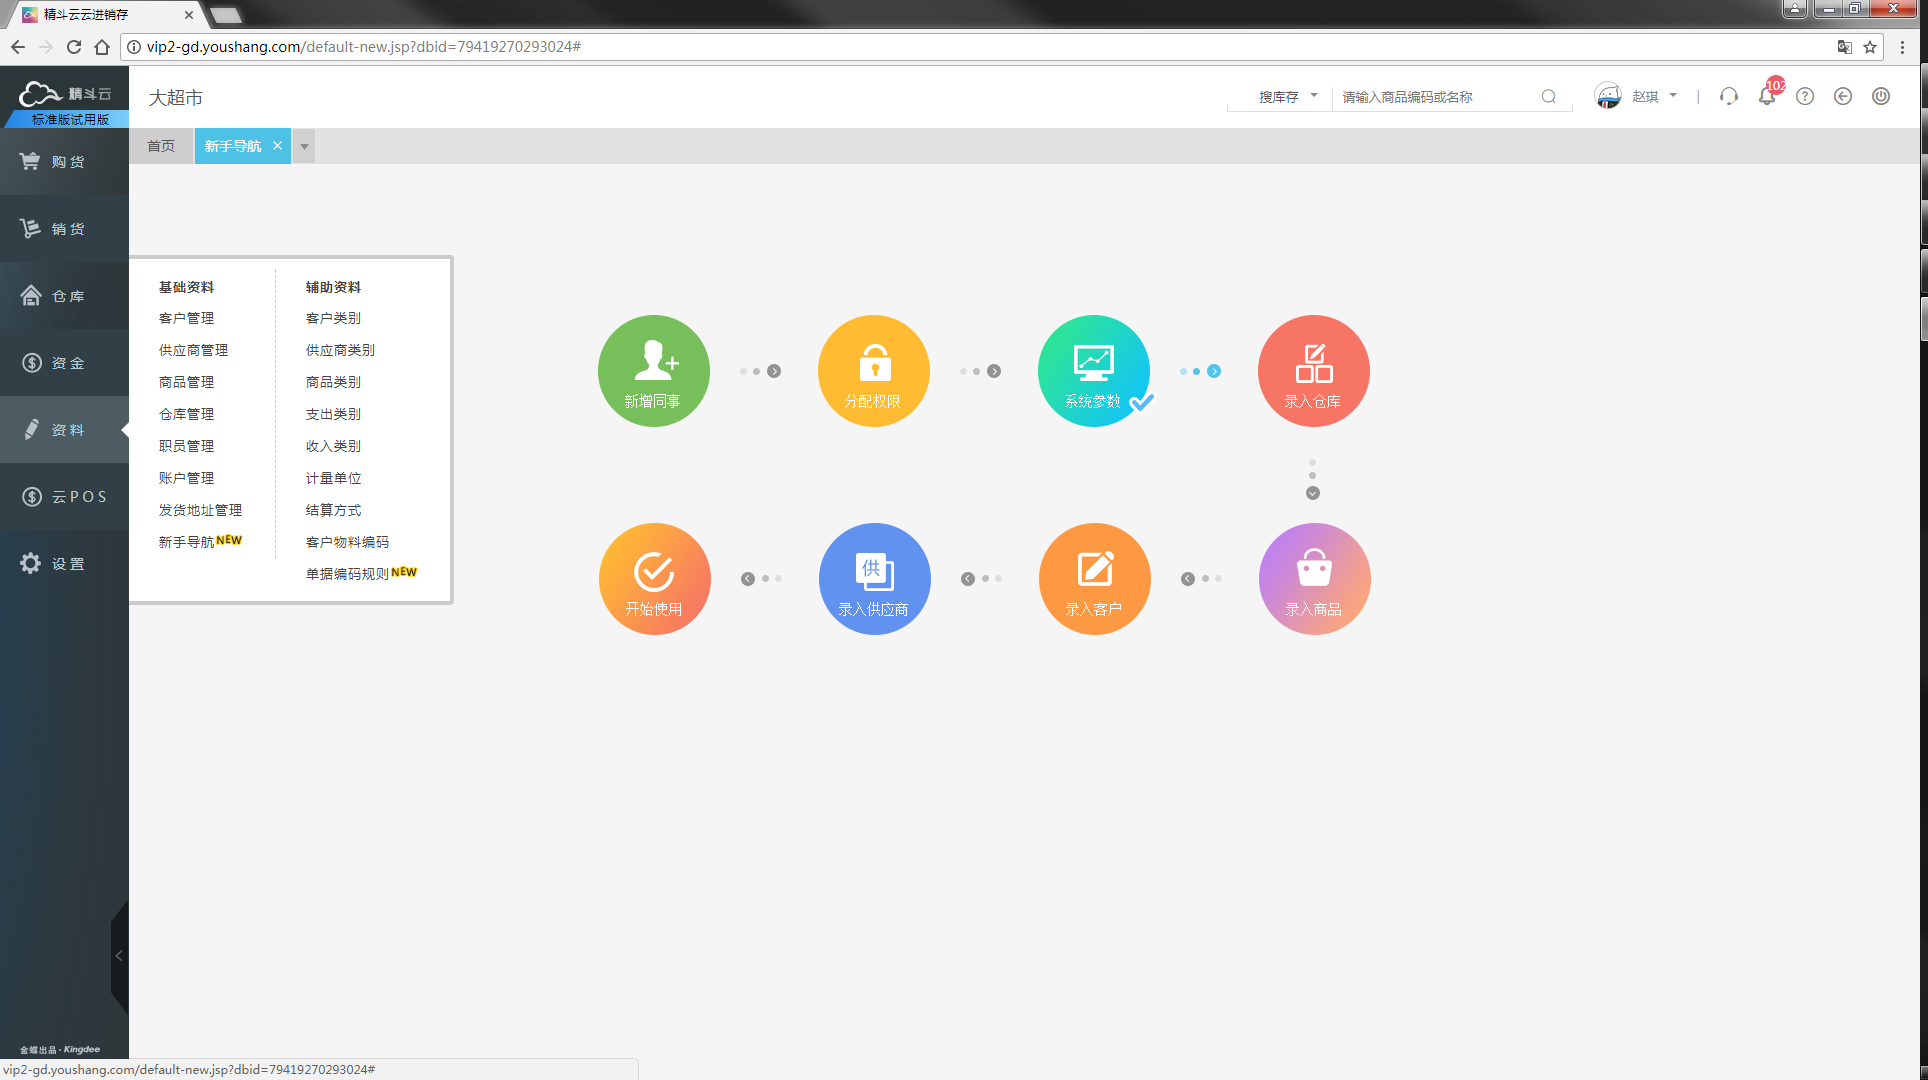 精斗云云进销存
vip2-gd.youshang.com/default-new.jsp?dbid=79419270293024#
精斗云
标准版试用版
大超市
搜库存
请输入商品编码或名称
赵琪
102
首页
新手导航
购货
销货
仓库
资金
资料
云POS
设置
基础资料
客户管理
供应商管理
商品管理
仓库管理
职员管理
账户管理
发货地址管理
新手导航NEW
辅助资料
客户类别
供应商类别
商品类别
支出类别
收入类别
计量单位
结算方式
客户物料编码
单据编码规则NEW
新增同事
分配权限
系统参数
录入仓库
开始使用
供
录入供应商
录入客户
录入商品
金蝶出品·Kingdee
vip2-gd.youshang.com/default-new.jsp?dbid=79419270293024#